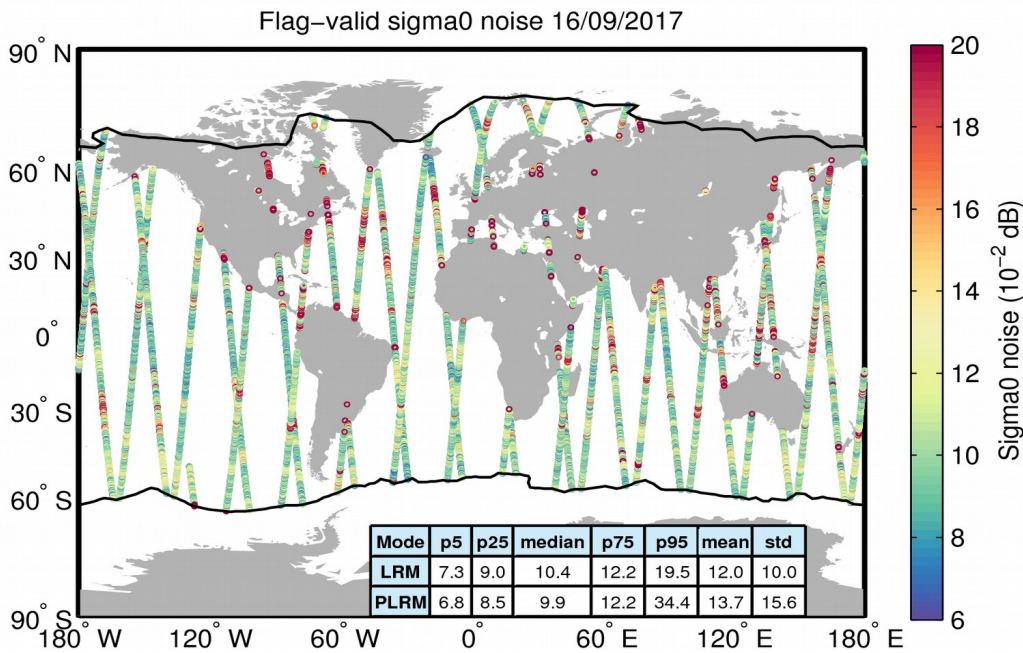 Flag−valid sigma0 noise 16/09/2017
90° N
60° N
30° N
0°
30° S
60° S
90° S
180° W
120° W
60° W
0°
60° E
120° E
180° E
Mode p5 p25 median p75 p95 mean std
LRM 7.3 9.0 10.4 12.2 19.5 12.0 10.0
PLRM 6.8 8.5 9.9 12.2 34.4 13.7 15.6
20
18
16
14
12
10
8
6
Sigma0 noise (10⁻² dB)